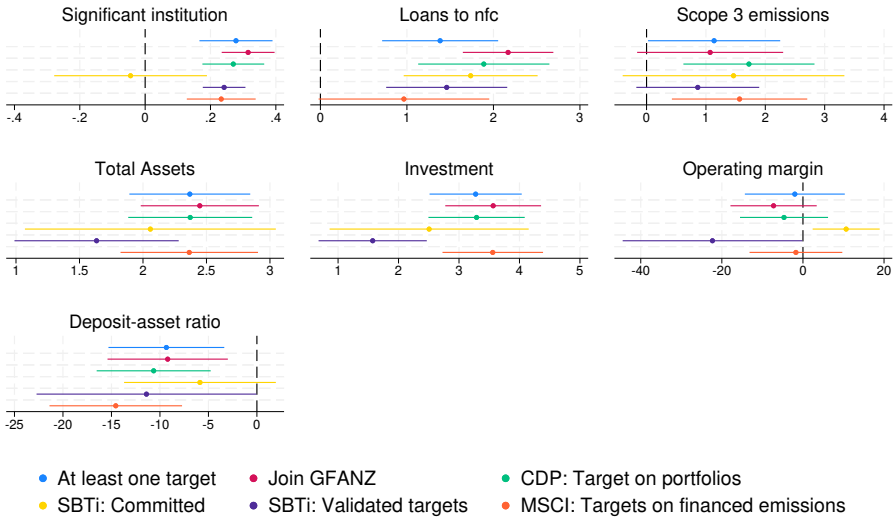 Significant institution
Loans to nfc
Scope 3 emissions
-.4 -.2 0 .2 .4
0 1 2 3
0 1 2 3 4
Total Assets
Investment
Operating margin
1 1.5 2 2.5 3
1 2 3 4 5
-40 -20 0 20
Deposit-asset ratio
-25 -20 -15 -10 -5 0
At least one target
Join GFANZ
CDP: Target on portfolios
SBTi: Committed
SBTi: Validated targets
MSCI: Targets on financed emissions